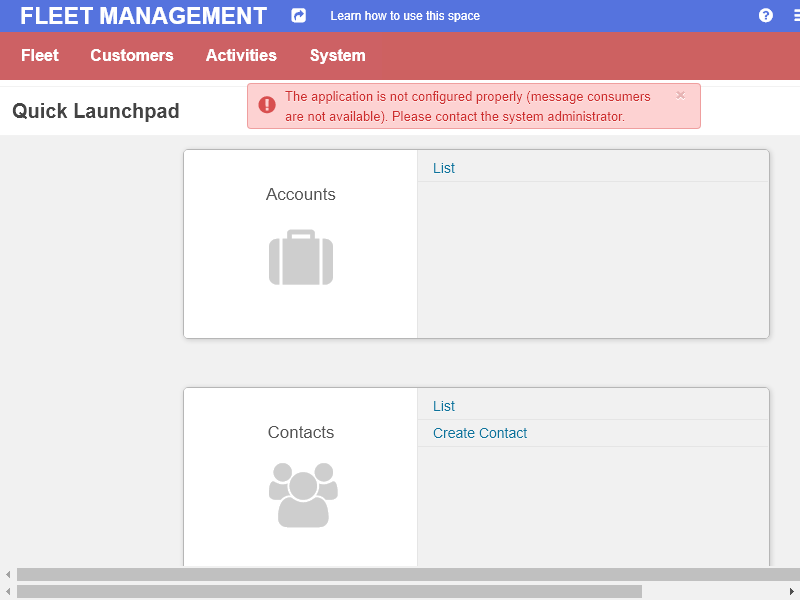 FLEET MANAGEMENT
Learn how to use this space
?
Fleet
Customers
Activities
System
Quick Launchpad
The application is not configured properly (message consumers
are not available). Please contact the system administrator.
×
Accounts
List
Contacts
List
Create Contact